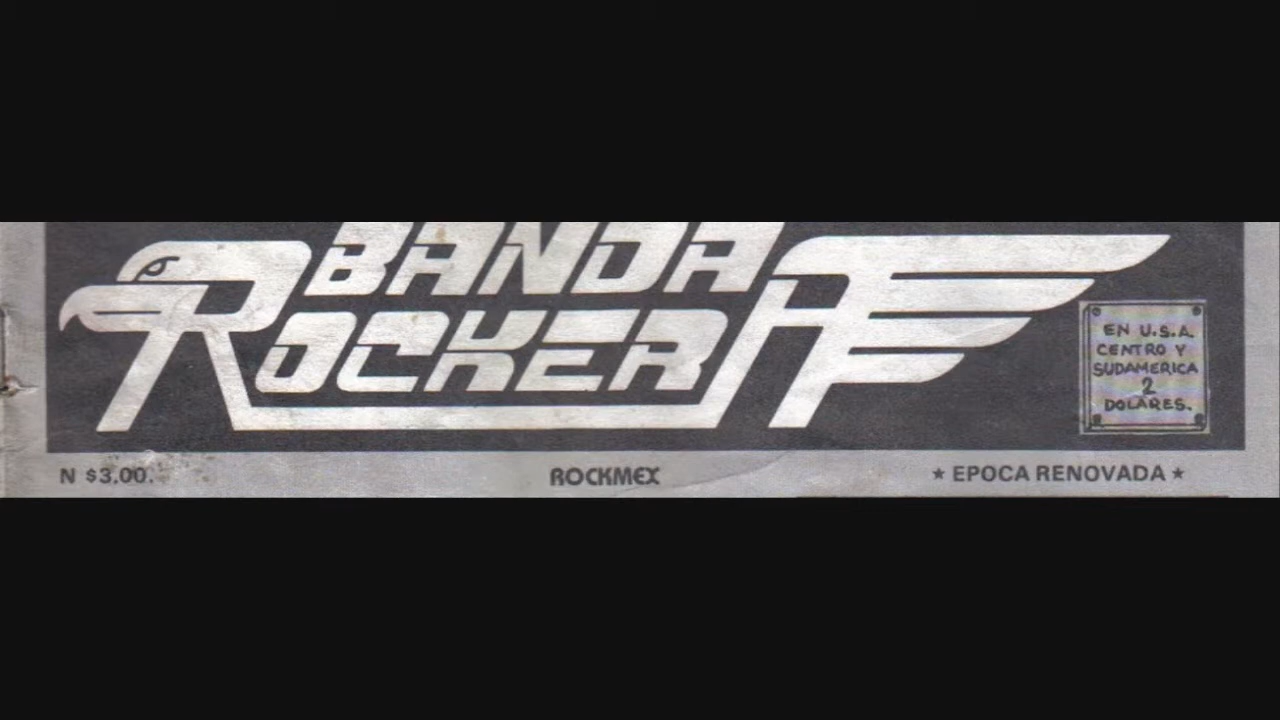 BANDA
ROCKERA
EN U.S.A.
CENTRO Y
SUDAMERICA
2
DOLARES.
N $3.00.
ROCKMEX
★ EPOCA RENOVADA ★